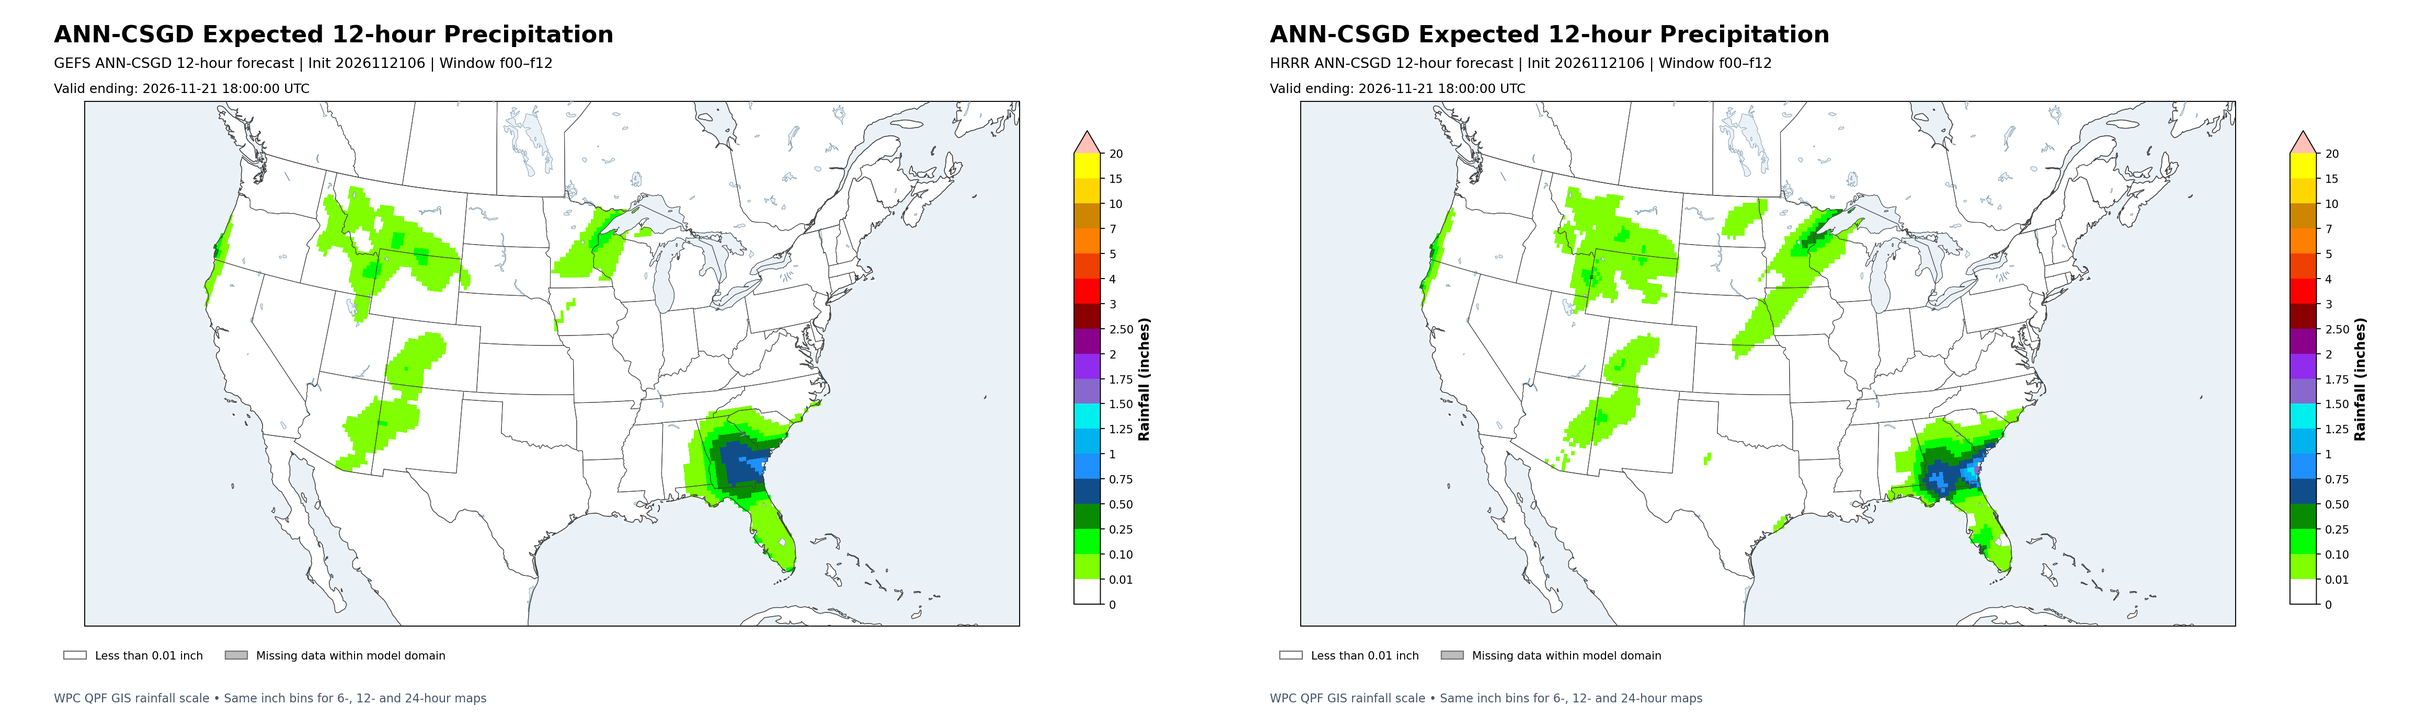 ANN-CSGD Expected 12-hour Precipitation
GEFS ANN-CSGD 12-hour forecast | Init 2026112106 | Window f00–f12
Valid ending: 2026-11-21 18:00:00 UTC
20
15
10
7
5
4
3
2.50
2
1.75
1.50
1.25
1
0.75
0.50
0.25
0.10
0.01
0
Rainfall (inches)
Less than 0.01 inch
Missing data within model domain
WPC QPF GIS rainfall scale • Same inch bins for 6-, 12- and 24-hour maps
ANN-CSGD Expected 12-hour Precipitation
HRRR ANN-CSGD 12-hour forecast | Init 2026112106 | Window f00–f12
Valid ending: 2026-11-21 18:00:00 UTC
20
15
10
7
5
4
3
2.50
2
1.75
1.50
1.25
1
0.75
0.50
0.25
0.10
0.01
0
Rainfall (inches)
Less than 0.01 inch
Missing data within model domain
WPC QPF GIS rainfall scale • Same inch bins for 6-, 12- and 24-hour maps